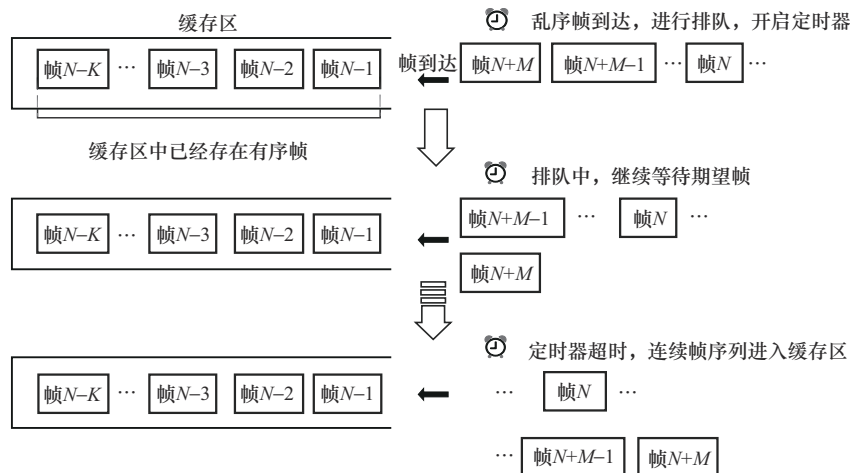 缓存区
乱序帧到达，进行排队，开启定时器
帧N–K … 帧N–3 帧N–2 帧N–1 帧到达 帧N+M 帧N+M–1 … 帧N …
缓存区中已经存在有序帧
排队中，继续等待期望帧
帧N–K … 帧N–3 帧N–2 帧N–1 帧N+M–1 … 帧N …
帧N+M
定时器超时，连续帧序列进入缓存区
帧N–K … 帧N–3 帧N–2 帧N–1 … 帧N …
… 帧N+M–1 帧N+M